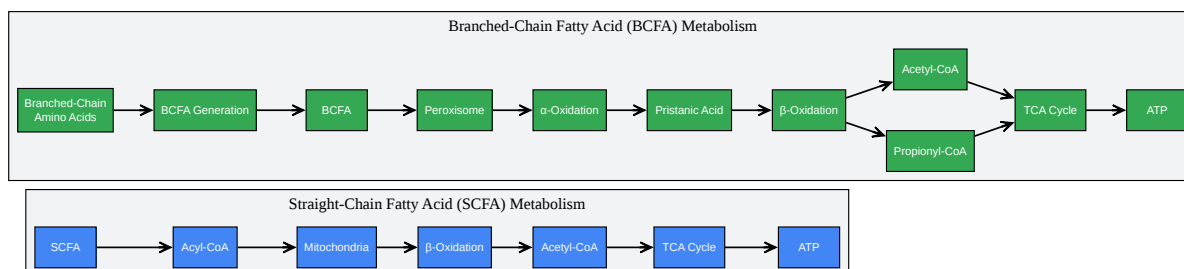 Branched-Chain Fatty Acid (BCFA) Metabolism
Branched-Chain
Amino Acids
BCFA Generation
BCFA
Peroxisome
α-Oxidation
Pristanic Acid
β-Oxidation
Acetyl-CoA
Propionyl-CoA
TCA Cycle
ATP
Straight-Chain Fatty Acid (SCFA) Metabolism
SCFA
Acyl-CoA
Mitochondria
β-Oxidation
Acetyl-CoA
TCA Cycle
ATP